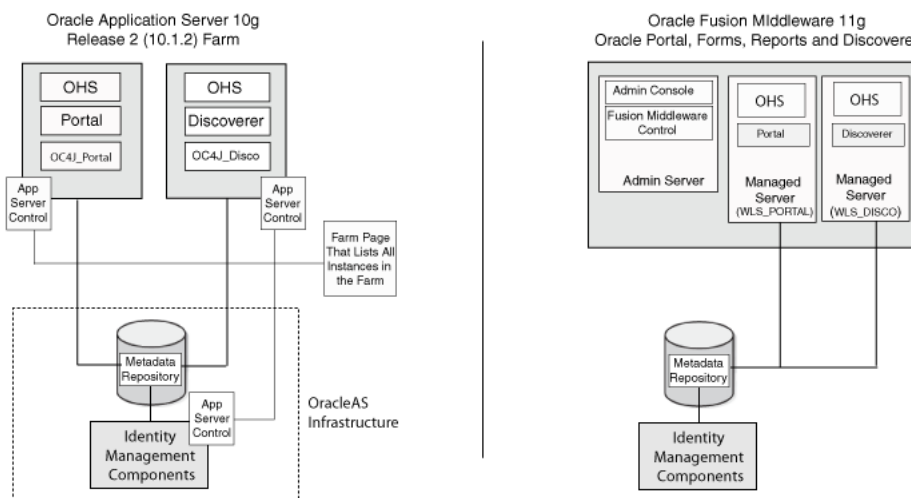 Oracle Application Server 10g
Release 2 (10.1.2) Farm
OHS
Portal
OC4J_Portal
App
Server
Control
OHS
Discoverer
OC4J_Disco
App
Server
Control
Farm Page
That Lists All
Instances in
the Farm
Metadata
Repository
App
Server
Control
Identity
Management
Components
OracleAS
Infrastructure
Oracle Fusion MIddleware 11g
Oracle Portal, Forms, Reports and Discovere
Admin Console
Fusion Middleware
Control
Admin Server
OHS
Portal
Managed
Server
(WLS_PORTAL)
OHS
Discoverer
Managed
Server
(WLS_DISCO)
Metadata
Repository
Identity
Management
Components